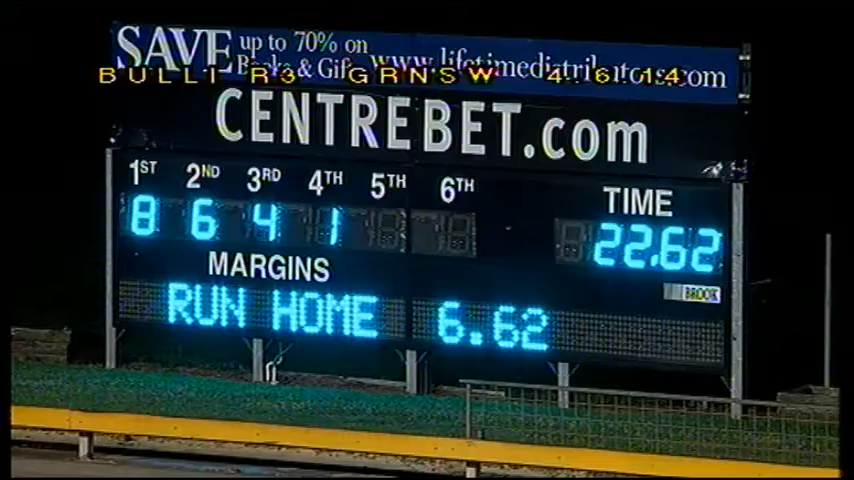 SAVE up to 70% on
Books & Gifts www.lifetimedistributors.com
BULLI R3 GRNSW 4.6.14
CENTREBET.com
1ST 2ND 3RD 4TH 5TH 6TH TIME
8 6 4 1 22.62
MARGINS
BROOK
RUN HOME 6.62